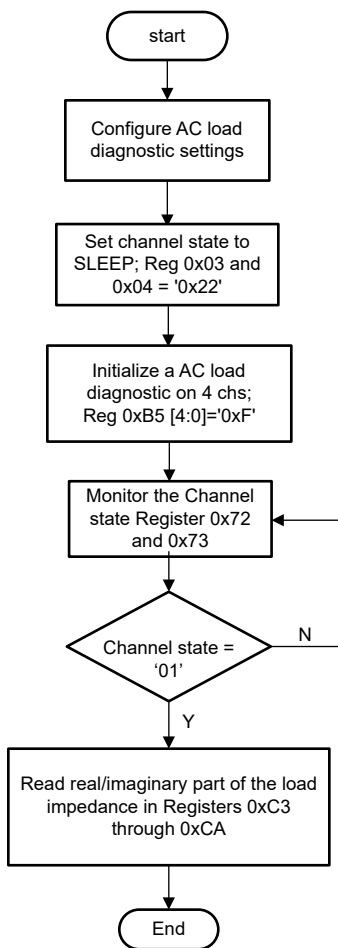 start
Configure AC load
diagnostic settings
Set channel state to
SLEEP; Reg 0x03 and
0x04 = '0x22'
Initialize a AC load
diagnostic on 4 chs;
Reg 0xB5 [4:0]='0xF'
Monitor the Channel
state Register 0x72
and 0x73
Channel state =
‘01’
N
Y
Read real/imaginary part of the load
impedance in Registers 0xC3
through 0xCA
End